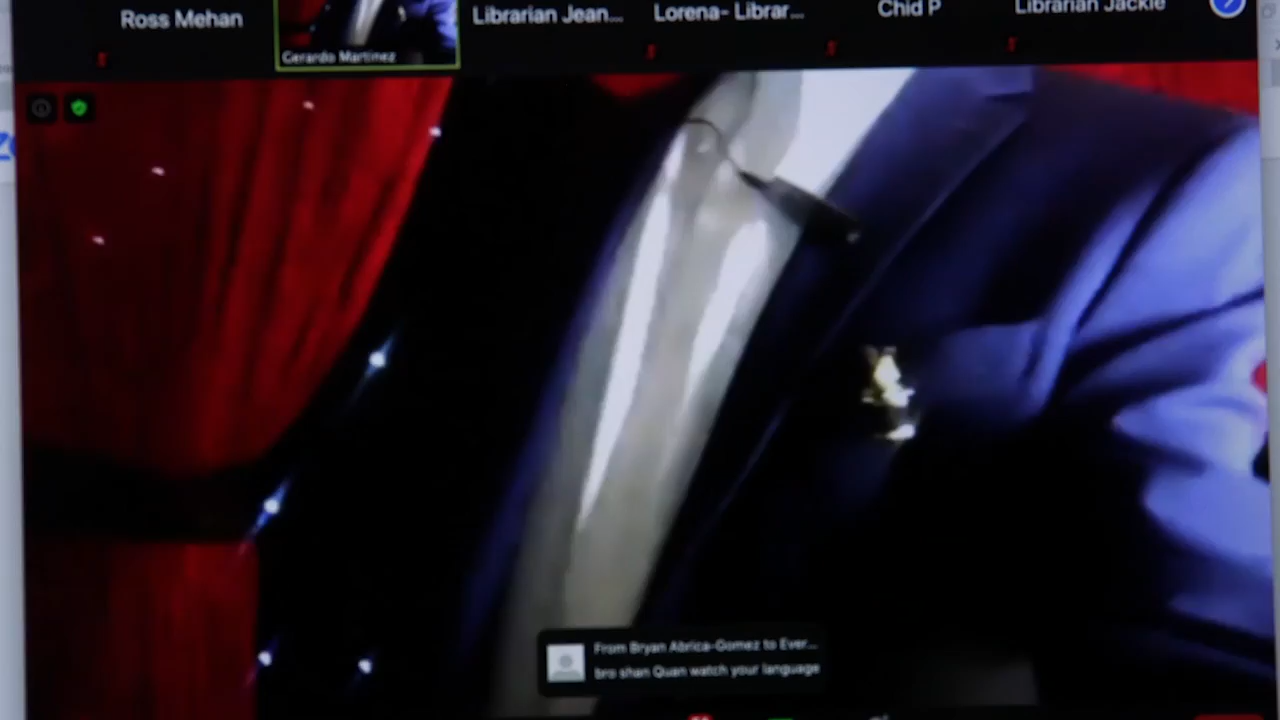 Ross Mehan
Gerardo Martinez
Librarian Jean...
Lorena- Librar...
Chid P
Librarian Jackie
From Bryan Abrica-Gomez to Ever...
bro shan Quan watch your language